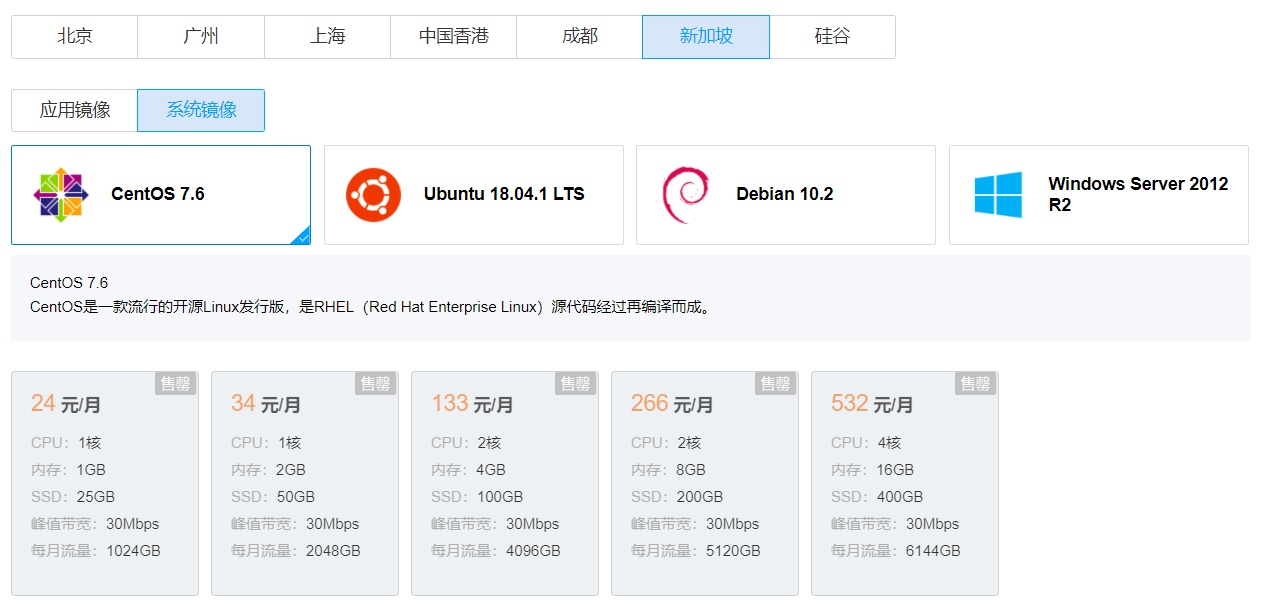 北京 广州 上海 中国香港 成都 新加坡 硅谷
应用镜像 系统镜像
CentOS 7.6
Ubuntu 18.04.1 LTS
Debian 10.2
Windows Server 2012
R2
CentOS 7.6
CentOS是一款流行的开源Linux发行版，是RHEL（Red Hat Enterprise Linux）源代码经过再编译而成。
售罄
24 元/月
CPU： 1核
内存： 1GB
SSD： 25GB
峰值带宽： 30Mbps
每月流量： 1024GB
售罄
34 元/月
CPU： 1核
内存： 2GB
SSD： 50GB
峰值带宽： 30Mbps
每月流量： 2048GB
售罄
133 元/月
CPU： 2核
内存： 4GB
SSD： 100GB
峰值带宽： 30Mbps
每月流量： 4096GB
售罄
266 元/月
CPU： 2核
内存： 8GB
SSD： 200GB
峰值带宽： 30Mbps
每月流量： 5120GB
售罄
532 元/月
CPU： 4核
内存： 16GB
SSD： 400GB
峰值带宽： 30Mbps
每月流量： 6144GB